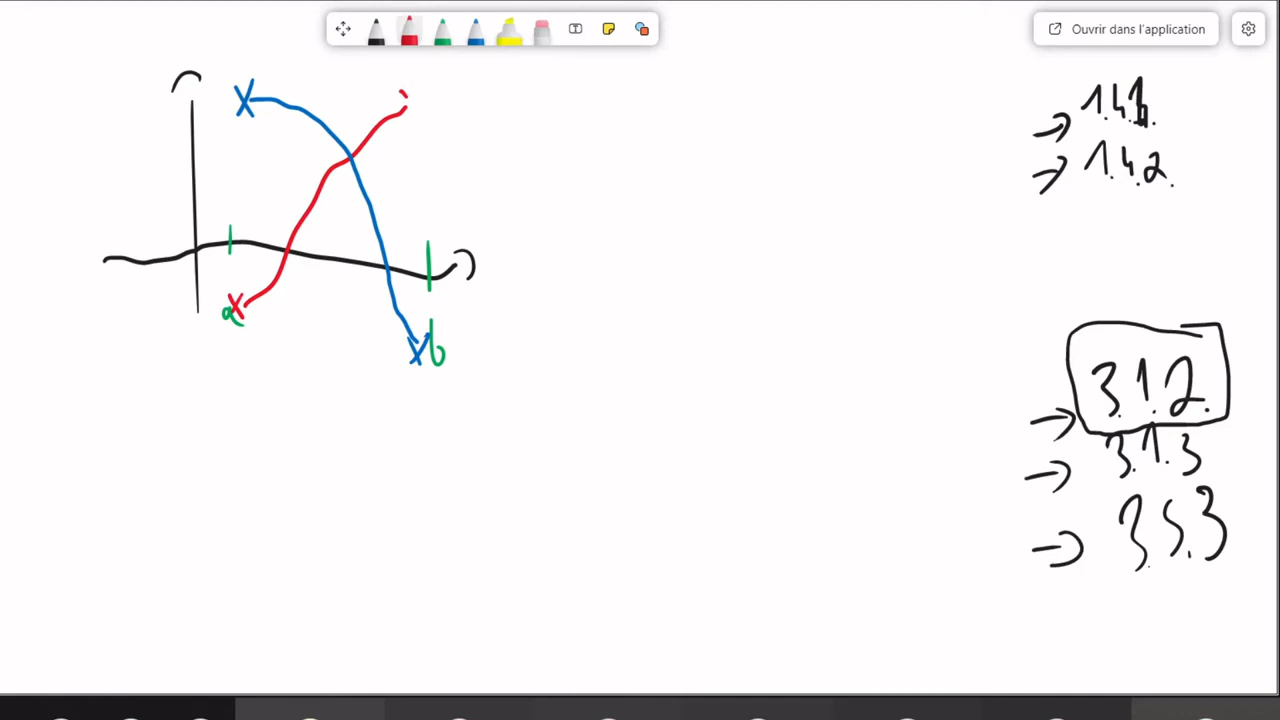 Ouvrir dans l'application
1.4.1.
1.4.2.
a
b
3.1.2.
3.1.3
3.5.3